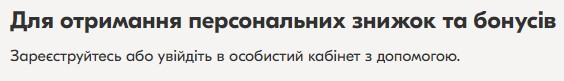 Для отримання персональних знижок та бонусів
Зареєструйтесь або увійдіть в особистий кабінет з допомогою.